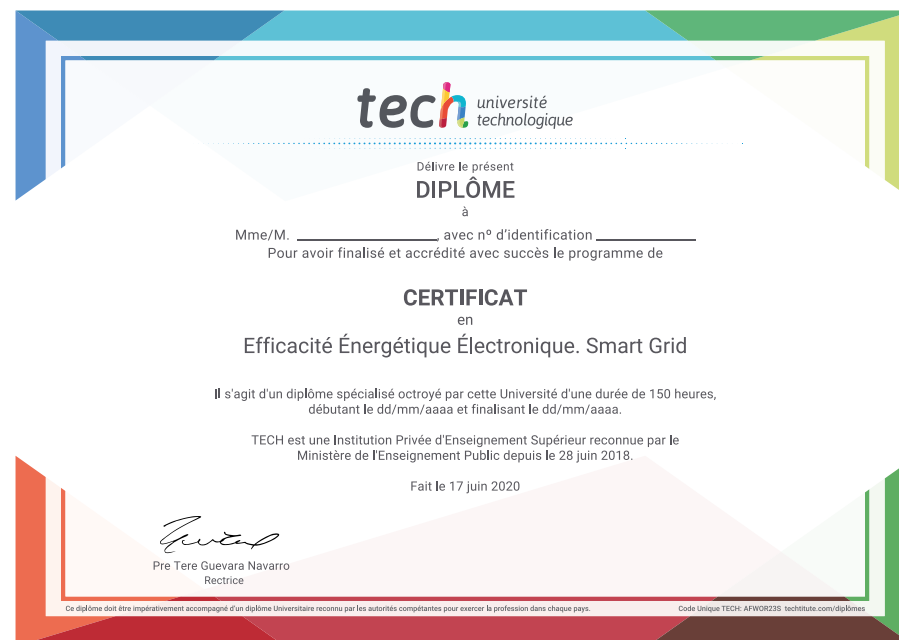 tech université
technologique
Délivre le présent
DIPLÔME
à
Mme/M. , avec nº d'identification
Pour avoir finalisé et accrédité avec succès le programme de
CERTIFICAT
en
Efficacité Énergétique Électronique. Smart Grid
Il s'agit d'un diplôme spécialisé octroyé par cette Université d'une durée de 150 heures,
débutant le dd/mm/aaaa et finalisant le dd/mm/aaaa.
TECH est une Institution Privée d'Enseignement Supérieur reconnue par le
Ministère de l'Enseignement Public depuis le 28 juin 2018.
Fait le 17 juin 2020
Pre Tere Guevara Navarro
Rectrice
Ce diplôme doit être impérativement accompagné d'un diplôme Universitaire reconnu par les autorités compétentes pour exercer la profession dans chaque pays. Code Unique TECH: AFWOR23S techtitute.com/diplômes